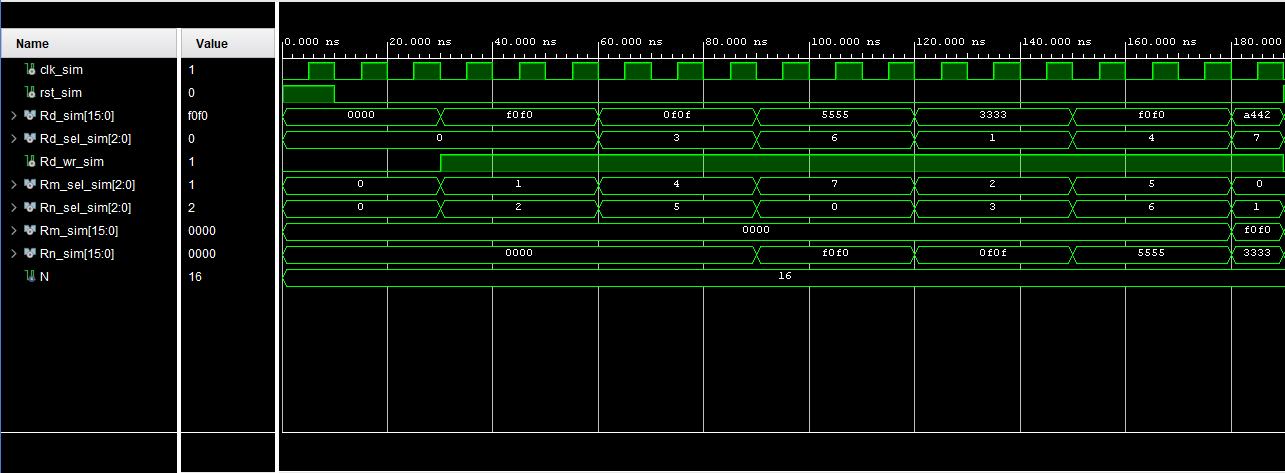 Name Value
0.000 ns 20.000 ns 40.000 ns 60.000 ns 80.000 ns 100.000 ns 120.000 ns 140.000 ns 160.000 ns 180.000
clk_sim 1
rst_sim 0
Rd_sim[15:0] f0f0 0000 f0f0 0f0f 5555 3333 f0f0 a442
Rd_sel_sim[2:0] 0 0 3 6 1 4 7
Rd_wr_sim 1
Rm_sel_sim[2:0] 1 0 1 4 7 2 5 0
Rn_sel_sim[2:0] 2 0 2 5 0 3 6 1
Rm_sim[15:0] 0000 0000 f0f0
Rn_sim[15:0] 0000 0000 f0f0 0f0f 5555 3333
N 16 16